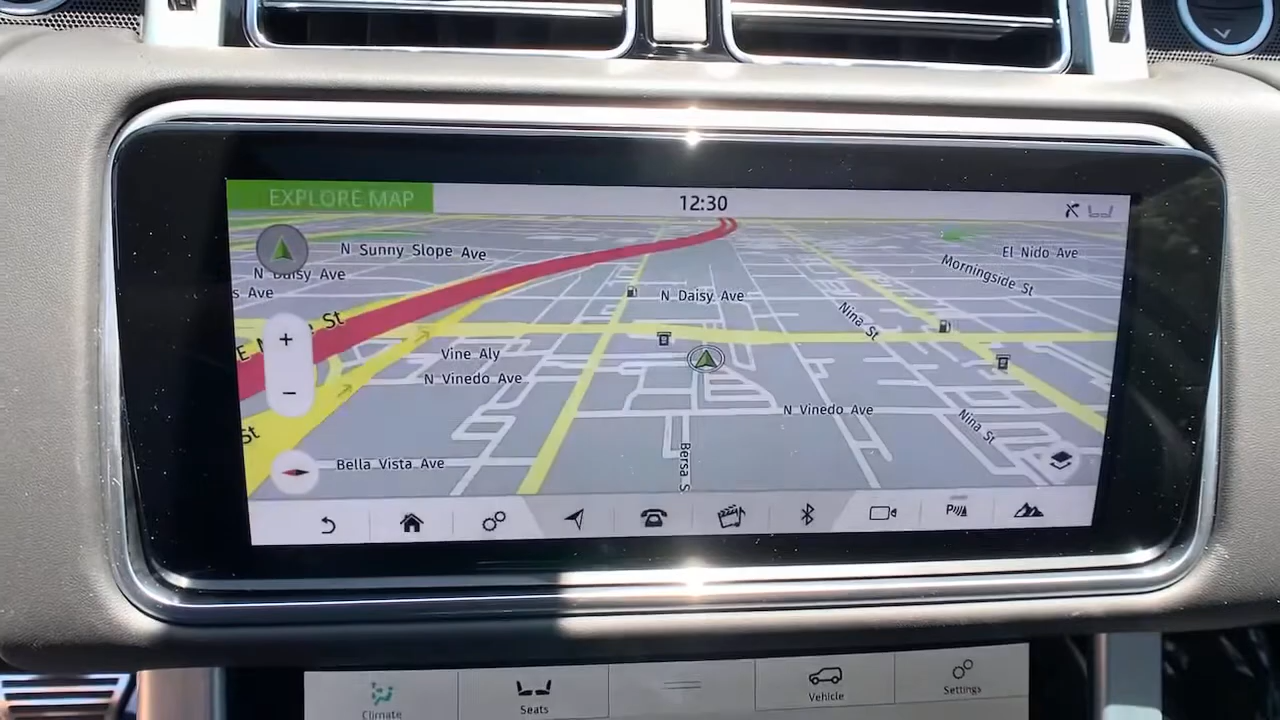 EXPLORE MAP
12:30
N Sunny Slope Ave
El Nido Ave
N Daisy Ave
Morningside St
s Ave
N Daisy Ave
Nina St
St
E
Vine Aly
N Vinedo Ave
N Vinedo Ave
Nina St
St
Bella Vista Ave
Bersa S
P
Climate
Seats
Vehicle
Settings